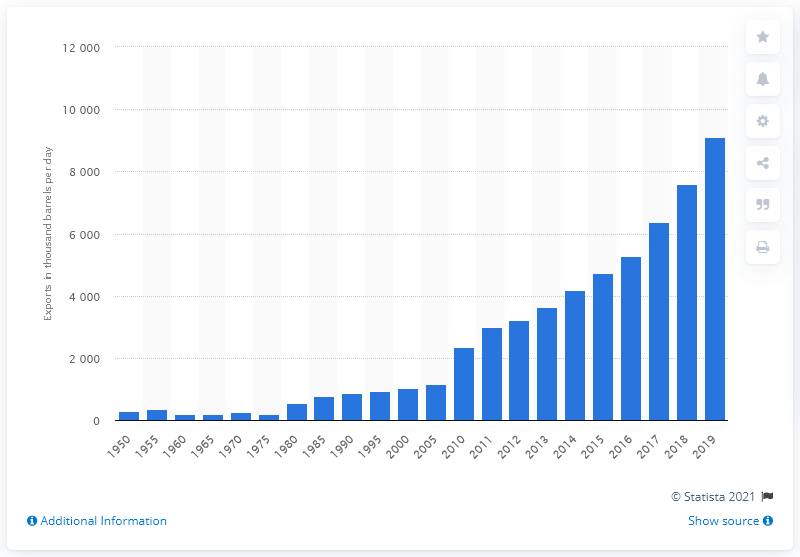 12 000
10 000
8 000
6 000
4 000
2 000
0
Exports in thousand barrels per day
1950 1955 1960 1965 1970 1975 1980 1985 1990 1995 2000 2005 2010 2011 2012 2013 2014 2015 2016 2017 2018 2019
© Statista 2021
Additional Information
Show source